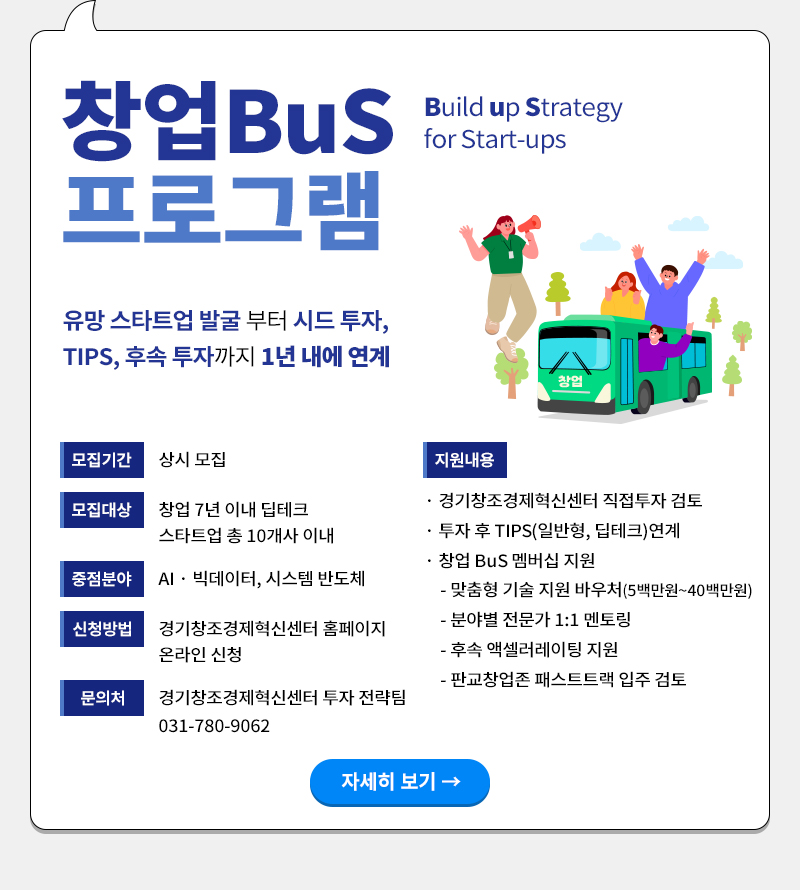 창업BuS
프로그램
Build up Strategy
for Start-ups
유망 스타트업 발굴 부터 시드 투자,
TIPS, 후속 투자까지 1년 내에 연계
창업
모집기간 상시 모집
모집대상 창업 7년 이내 딥테크
스타트업 총 10개사 이내
중점분야 AI · 빅데이터, 시스템 반도체
신청방법 경기창조경제혁신센터 홈페이지
온라인 신청
문의처 경기창조경제혁신센터 투자 전략팀
031-780-9062
지원내용
· 경기창조경제혁신센터 직접투자 검토
· 투자 후 TIPS(일반형, 딥테크)연계
· 창업 BuS 멤버십 지원
- 맞춤형 기술 지원 바우처(5백만원~40백만원)
- 분야별 전문가 1:1 멘토링
- 후속 액셀러레이팅 지원
- 판교창업존 패스트트랙 입주 검토
자세히 보기 →